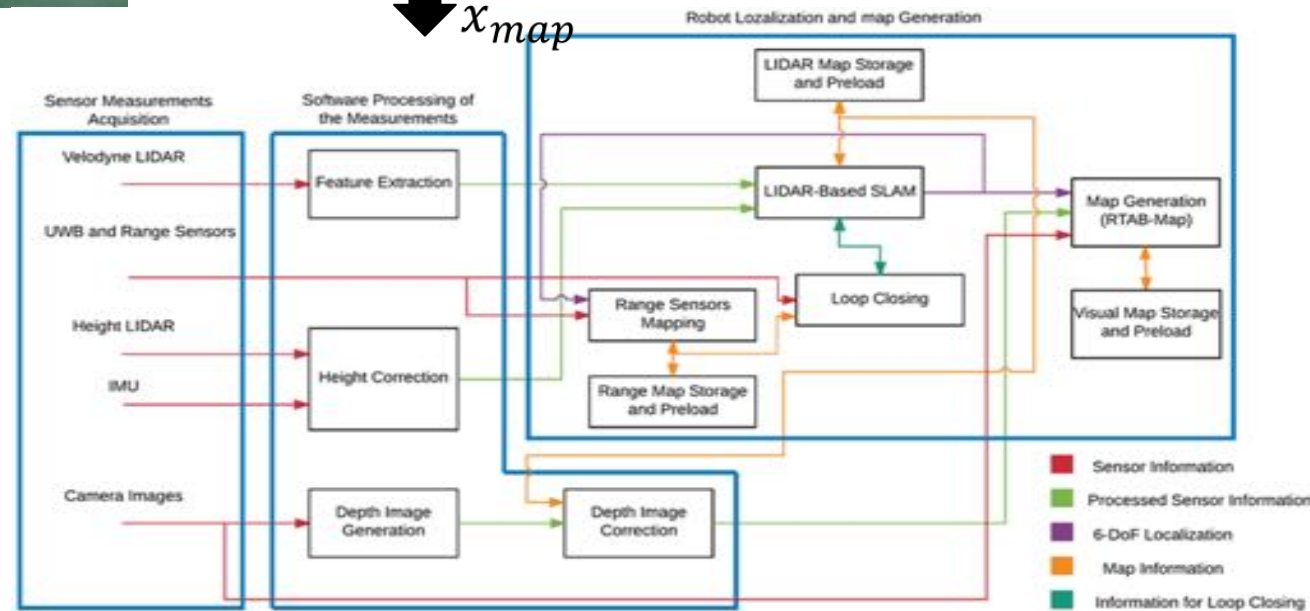 x_map
Robot Lozalization and map Generation
Sensor Measurements
Acquisition
Velodyne LIDAR
UWB and Range Sensors
Height LIDAR
IMU
Camera Images
Software Processing of
the Measurements
Feature Extraction
Height Correction
Depth Image
Generation
Depth Image
Correction
LIDAR Map Storage
and Preload
LIDAR-Based SLAM
Loop Closing
Range Sensors
Mapping
Range Map Storage
and Preload
Map Generation
(RTAB-Map)
Visual Map Storage
and Preload
Sensor Information
Processed Sensor Information
6-DoF Localization
Map Information
Information for Loop Closing